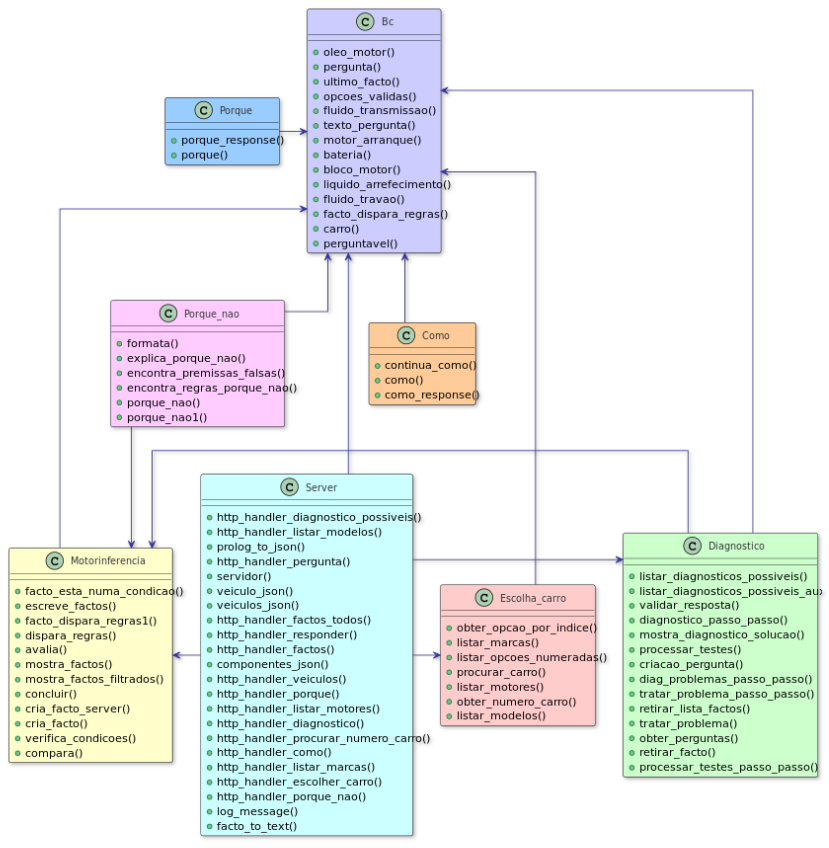 C Bc
oleo_motor()
pergunta()
ultimo_facto()
opcoes_validas()
fluido_transmissao()
texto_pergunta()
motor_arranque()
bateria()
bloco_motor()
liquido_arrefecimento()
fluido_travao()
facto_dispara_regras()
carro()
perguntável()
C Porque
porque_response()
porque()
C Porque_nao
formata()
explica_porque_nao()
encontra_premissas_falsas()
encontra_regras_porque_nao()
porque_nao()
porque_nao1()
C Como
continua_como()
como()
como_response()
C Server
http_handler_diagnostico_possiveis()
http_handler_listar_modelos()
prolog_to_json()
http_handler_pergunta()
servidor()
veiculo_json()
veiculos_json()
http_handler_factos_todos()
http_handler_responder()
http_handler_factos()
componentes_json()
http_handler_veiculos()
http_handler_porque()
http_handler_listar_motores()
http_handler_diagnostico()
http_handler_procurar_numero_carro()
http_handler_como()
http_handler_listar_marcas()
http_handler_escolher_carro()
http_handler_porque_nao()
log_message()
facto_to_text()
C Motorinferencia
facto_esta_numa_condicao()
escreve_factos()
facto_dispara_regras1()
dispara_regras()
avalia()
mostra_factos()
mostra_factos_filtrados()
concluir()
cria_facto_server()
cria_facto()
verifica_condicoes()
compara()
C Escolha_carro
obter_opcao_por_indice()
listar_marcas()
listar_opcoes_numeradas()
procurar_carro()
listar_motores()
obter_numero_carro()
listar_modelos()
C Diagnostico
listar_diagnosticos_possiveis()
listar_diagnosticos_possiveis_au
validar_resposta()
diagnostico_passo_passo()
mostra_diagnostico_solucao()
processar_testes()
criacao_pergunta()
diag_problemas_passo_passo()
tratar_problema_passo_passo()
retirar_lista_factos()
tratar_problema()
obter_perguntas()
retirar_facto()
processar_testes_passo_passo()